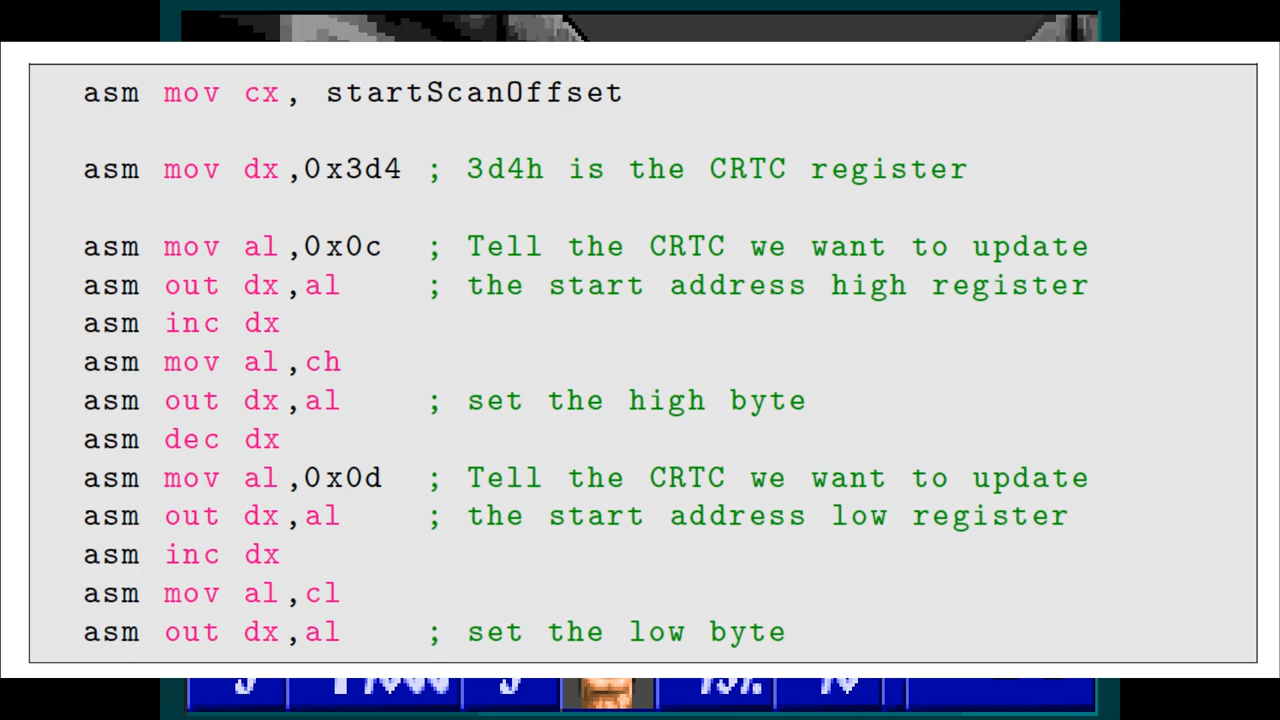 asm mov cx, startScanOffset
asm mov dx,0x3d4 ; 3d4h is the CRTC register
asm mov al,0x0c ; Tell the CRTC we want to update
asm out dx,al ; the start address high register
asm inc dx
asm mov al,ch
asm out dx,al ; set the high byte
asm dec dx
asm mov al,0x0d ; Tell the CRTC we want to update
asm out dx,al ; the start address low register
asm inc dx
asm mov al,cl
asm out dx,al ; set the low byte